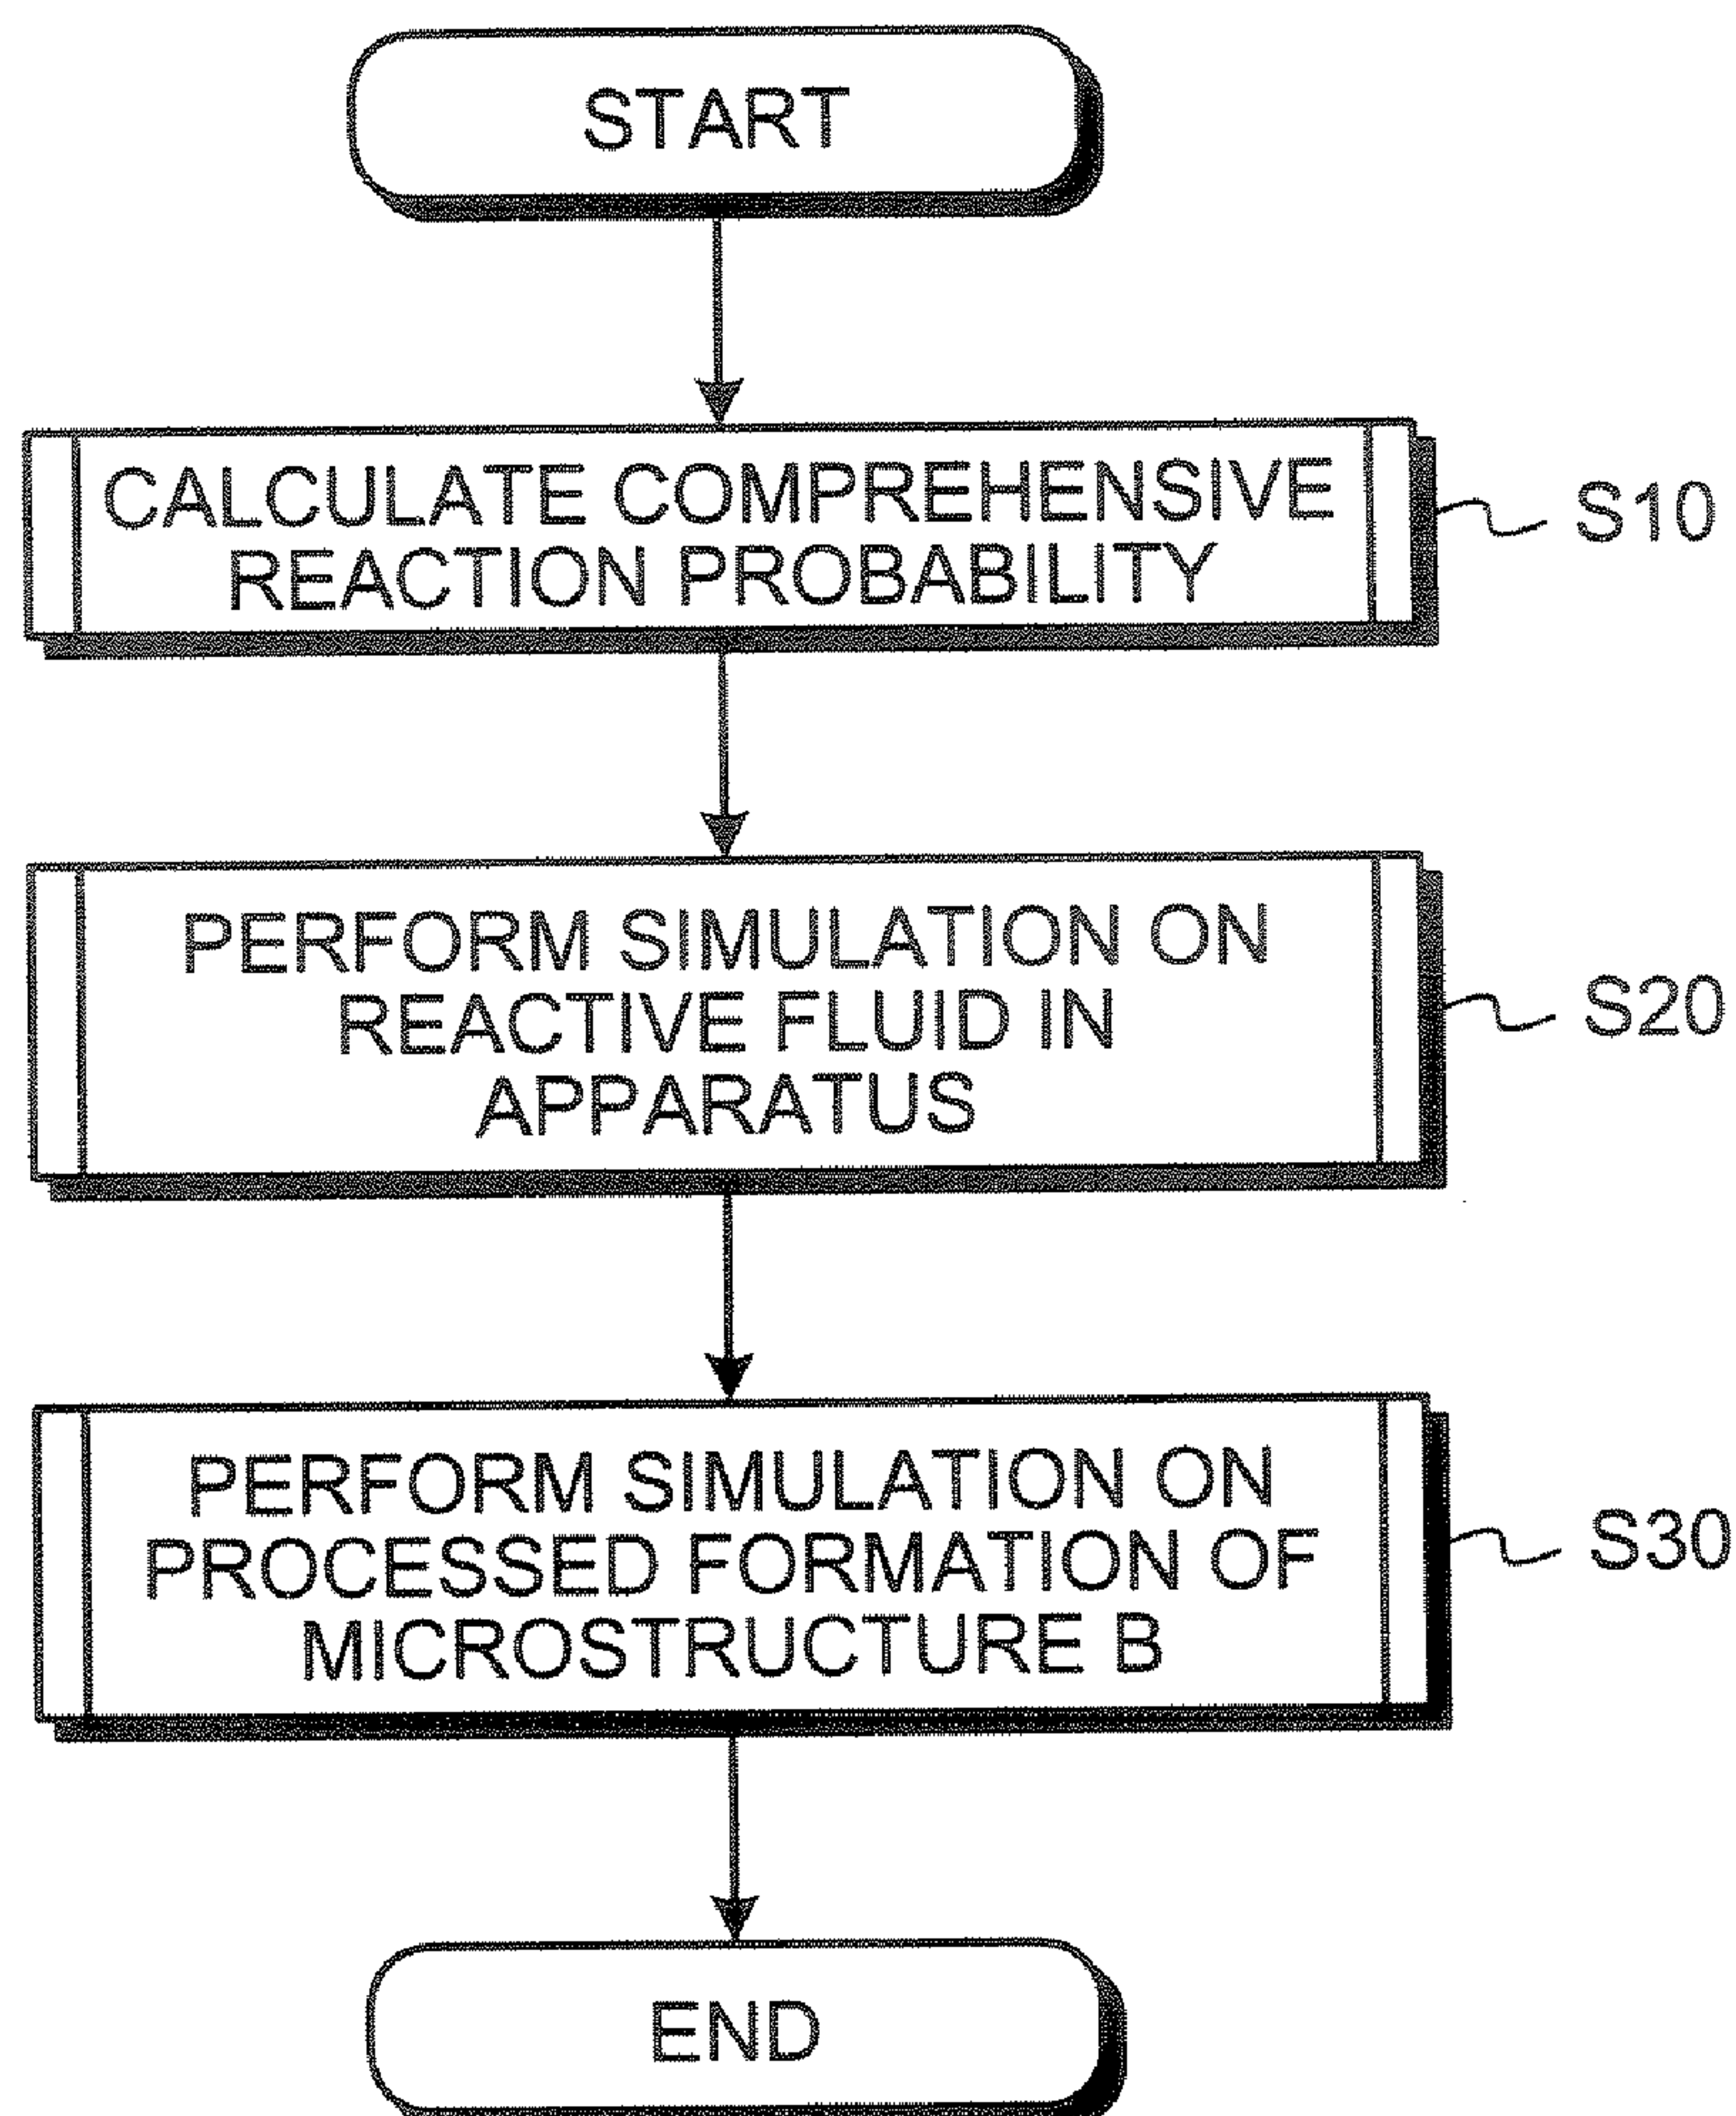 START
CALCULATE COMPREHENSIVE
REACTION PROBABILITY
S10
PERFORM SIMULATION ON
REACTIVE FLUID IN
APPARATUS
S20
PERFORM SIMULATION ON
PROCESSED FORMATION OF
MICROSTRUCTURE B
S30
END